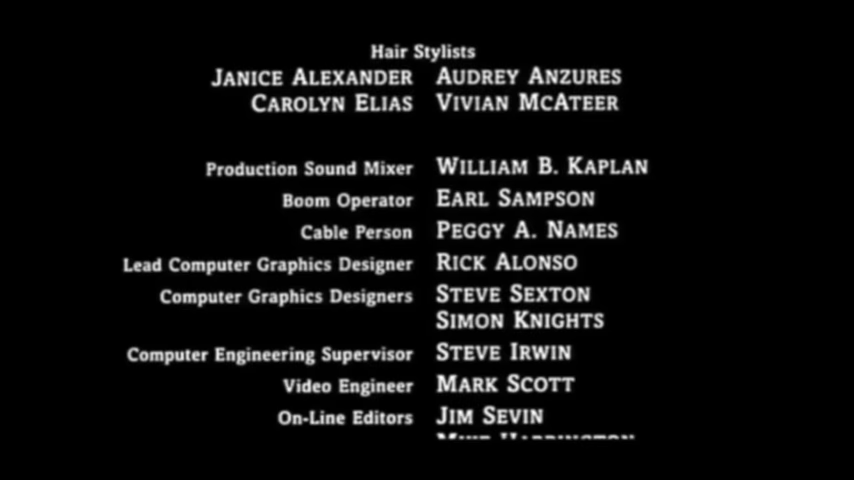 Hair Stylists
JANICE ALEXANDER AUDREY ANZURES
CAROLYN ELIAS VIVIAN MCATEER
Production Sound Mixer WILLIAM B. KAPLAN
Boom Operator EARL SAMPSON
Cable Person PEGGY A. NAMES
Lead Computer Graphics Designer RICK ALONSO
Computer Graphics Designers STEVE SEXTON
SIMON KNIGHTS
Computer Engineering Supervisor STEVE IRWIN
Video Engineer MARK SCOTT
On-Line Editors JIM SEVIN